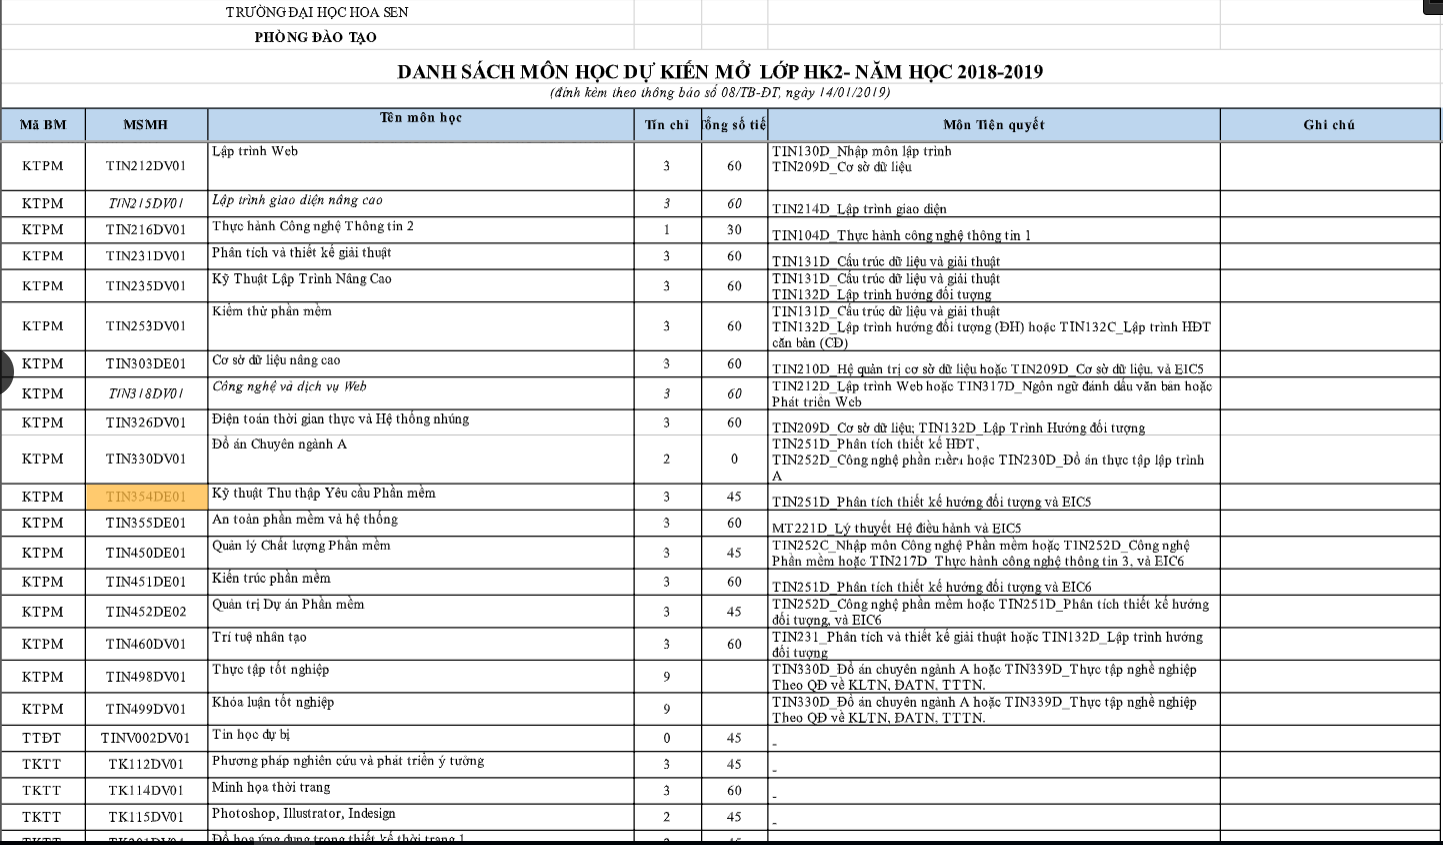 TRƯỜNG ĐẠI HỌC HOA SEN
PHÒNG ĐÀO TẠO
DANH SÁCH MÔN HỌC DỰ KIẾN MỞ LỚP HK2- NĂM HỌC 2018-2019
(đính kèm theo thông báo số 08/TB-ĐT, ngày 14/01/2019)
Mã BM MSMH Tên môn học Tín chỉ Tổng số tiế Môn Tiên quyết Ghi chú
KTPM TIN212DV01 Lập trình Web 3 60 TIN130D_Nhập môn lập trình
TIN209D_Cơ sở dữ liệu
KTPM TIN215DV01 Lập trình giao diện nâng cao 3 60 TIN214D_Lập trình giao diện
KTPM TIN216DV01 Thực hành Công nghệ Thông tin 2 1 30 TIN104D_Thực hành công nghệ thông tin 1
KTPM TIN231DV01 Phân tích và thiết kế giải thuật 3 60 TIN131D_Cấu trúc dữ liệu và giải thuật
KTPM TIN235DV01 Kỹ Thuật Lập Trình Nâng Cao 3 60 TIN131D_Cấu trúc dữ liệu và giải thuật
TIN132D_Lập trình hướng đối tượng
KTPM TIN253DV01 Kiểm thử phần mềm 3 60 TIN131D_Cấu trúc dữ liệu và giải thuật
TIN132D_Lập trình hướng đối tượng (ĐH) hoặc TIN132C_Lập trình HĐT
căn bản (CĐ)
KTPM TIN303DE01 Cơ sở dữ liệu nâng cao 3 60 TIN210D_Hệ quản trị cơ sở dữ liệu hoặc TIN209D_Cơ sở dữ liệu, và EIC5
KTPM TIN318DV01 Công nghệ và dịch vụ Web 3 60 TIN212D_Lập trình Web hoặc TIN317D_Ngôn ngữ đánh dấu văn bản hoặc
Phát triển Web
KTPM TIN326DV01 Điện toán thời gian thực và Hệ thống nhúng 3 60 TIN209D_Cơ sở dữ liệu; TIN132D_Lập Trình Hướng đối tượng
KTPM TIN330DV01 Đồ án Chuyên ngành A 2 0 TIN251D_Phân tích thiết kế HĐT,
TIN252D_Công nghệ phần mềm hoặc TIN230D_Đồ án thực tập lập trình
A
KTPM TIN354DE01 Kỹ thuật Thu thập Yêu cầu Phần mềm 3 45 TIN251D_Phân tích thiết kế hướng đối tượng và EIC5
KTPM TIN355DE01 An toàn phần mềm và hệ thống 3 60 MT221D_Lý thuyết Hệ điều hành và EIC5
KTPM TIN450DE01 Quản lý Chất lượng Phần mềm 3 45 TIN252C_Nhập môn Công nghệ Phần mềm hoặc TIN252D_Công nghệ
Phần mềm hoặc TIN217D_Thực hành công nghệ thông tin 3, và EIC6
KTPM TIN451DE01 Kiến trúc phần mềm 3 60 TIN251D_Phân tích thiết kế hướng đối tượng và EIC6
KTPM TIN452DE02 Quản trị Dự án Phần mềm 3 45 TIN252D_Công nghệ phần mềm hoặc TIN251D_Phân tích thiết kế hướng
đối tượng, và EIC6
KTPM TIN460DV01 Trí tuệ nhân tạo 3 60 TIN231_Phân tích và thiết kế giải thuật hoặc TIN132D_Lập trình hướng
đối tượng
KTPM TIN498DV01 Thực tập tốt nghiệp 9 TIN330D_Đồ án chuyên ngành A hoặc TIN339D_Thực tập nghề nghiệp
Theo QĐ về KLTN, ĐATN, TTTN.
KTPM TIN499DV01 Khóa luận tốt nghiệp 9 TIN330D_Đồ án chuyên ngành A hoặc TIN339D_Thực tập nghề nghiệp
Theo QĐ về KLTN, ĐATN, TTTN.
TTĐT TINV002DV01 Tin học dự bị 0 45 -
TKTT TK112DV01 Phương pháp nghiên cứu và phát triển ý tưởng 3 45 -
TKTT TK114DV01 Minh họa thời trang 3 60 -
TKTT TK115DV01 Photoshop, Illustrator, Indesign 2 45 -
Đồ họa ứng dụng trong thiết kế thời trang 1